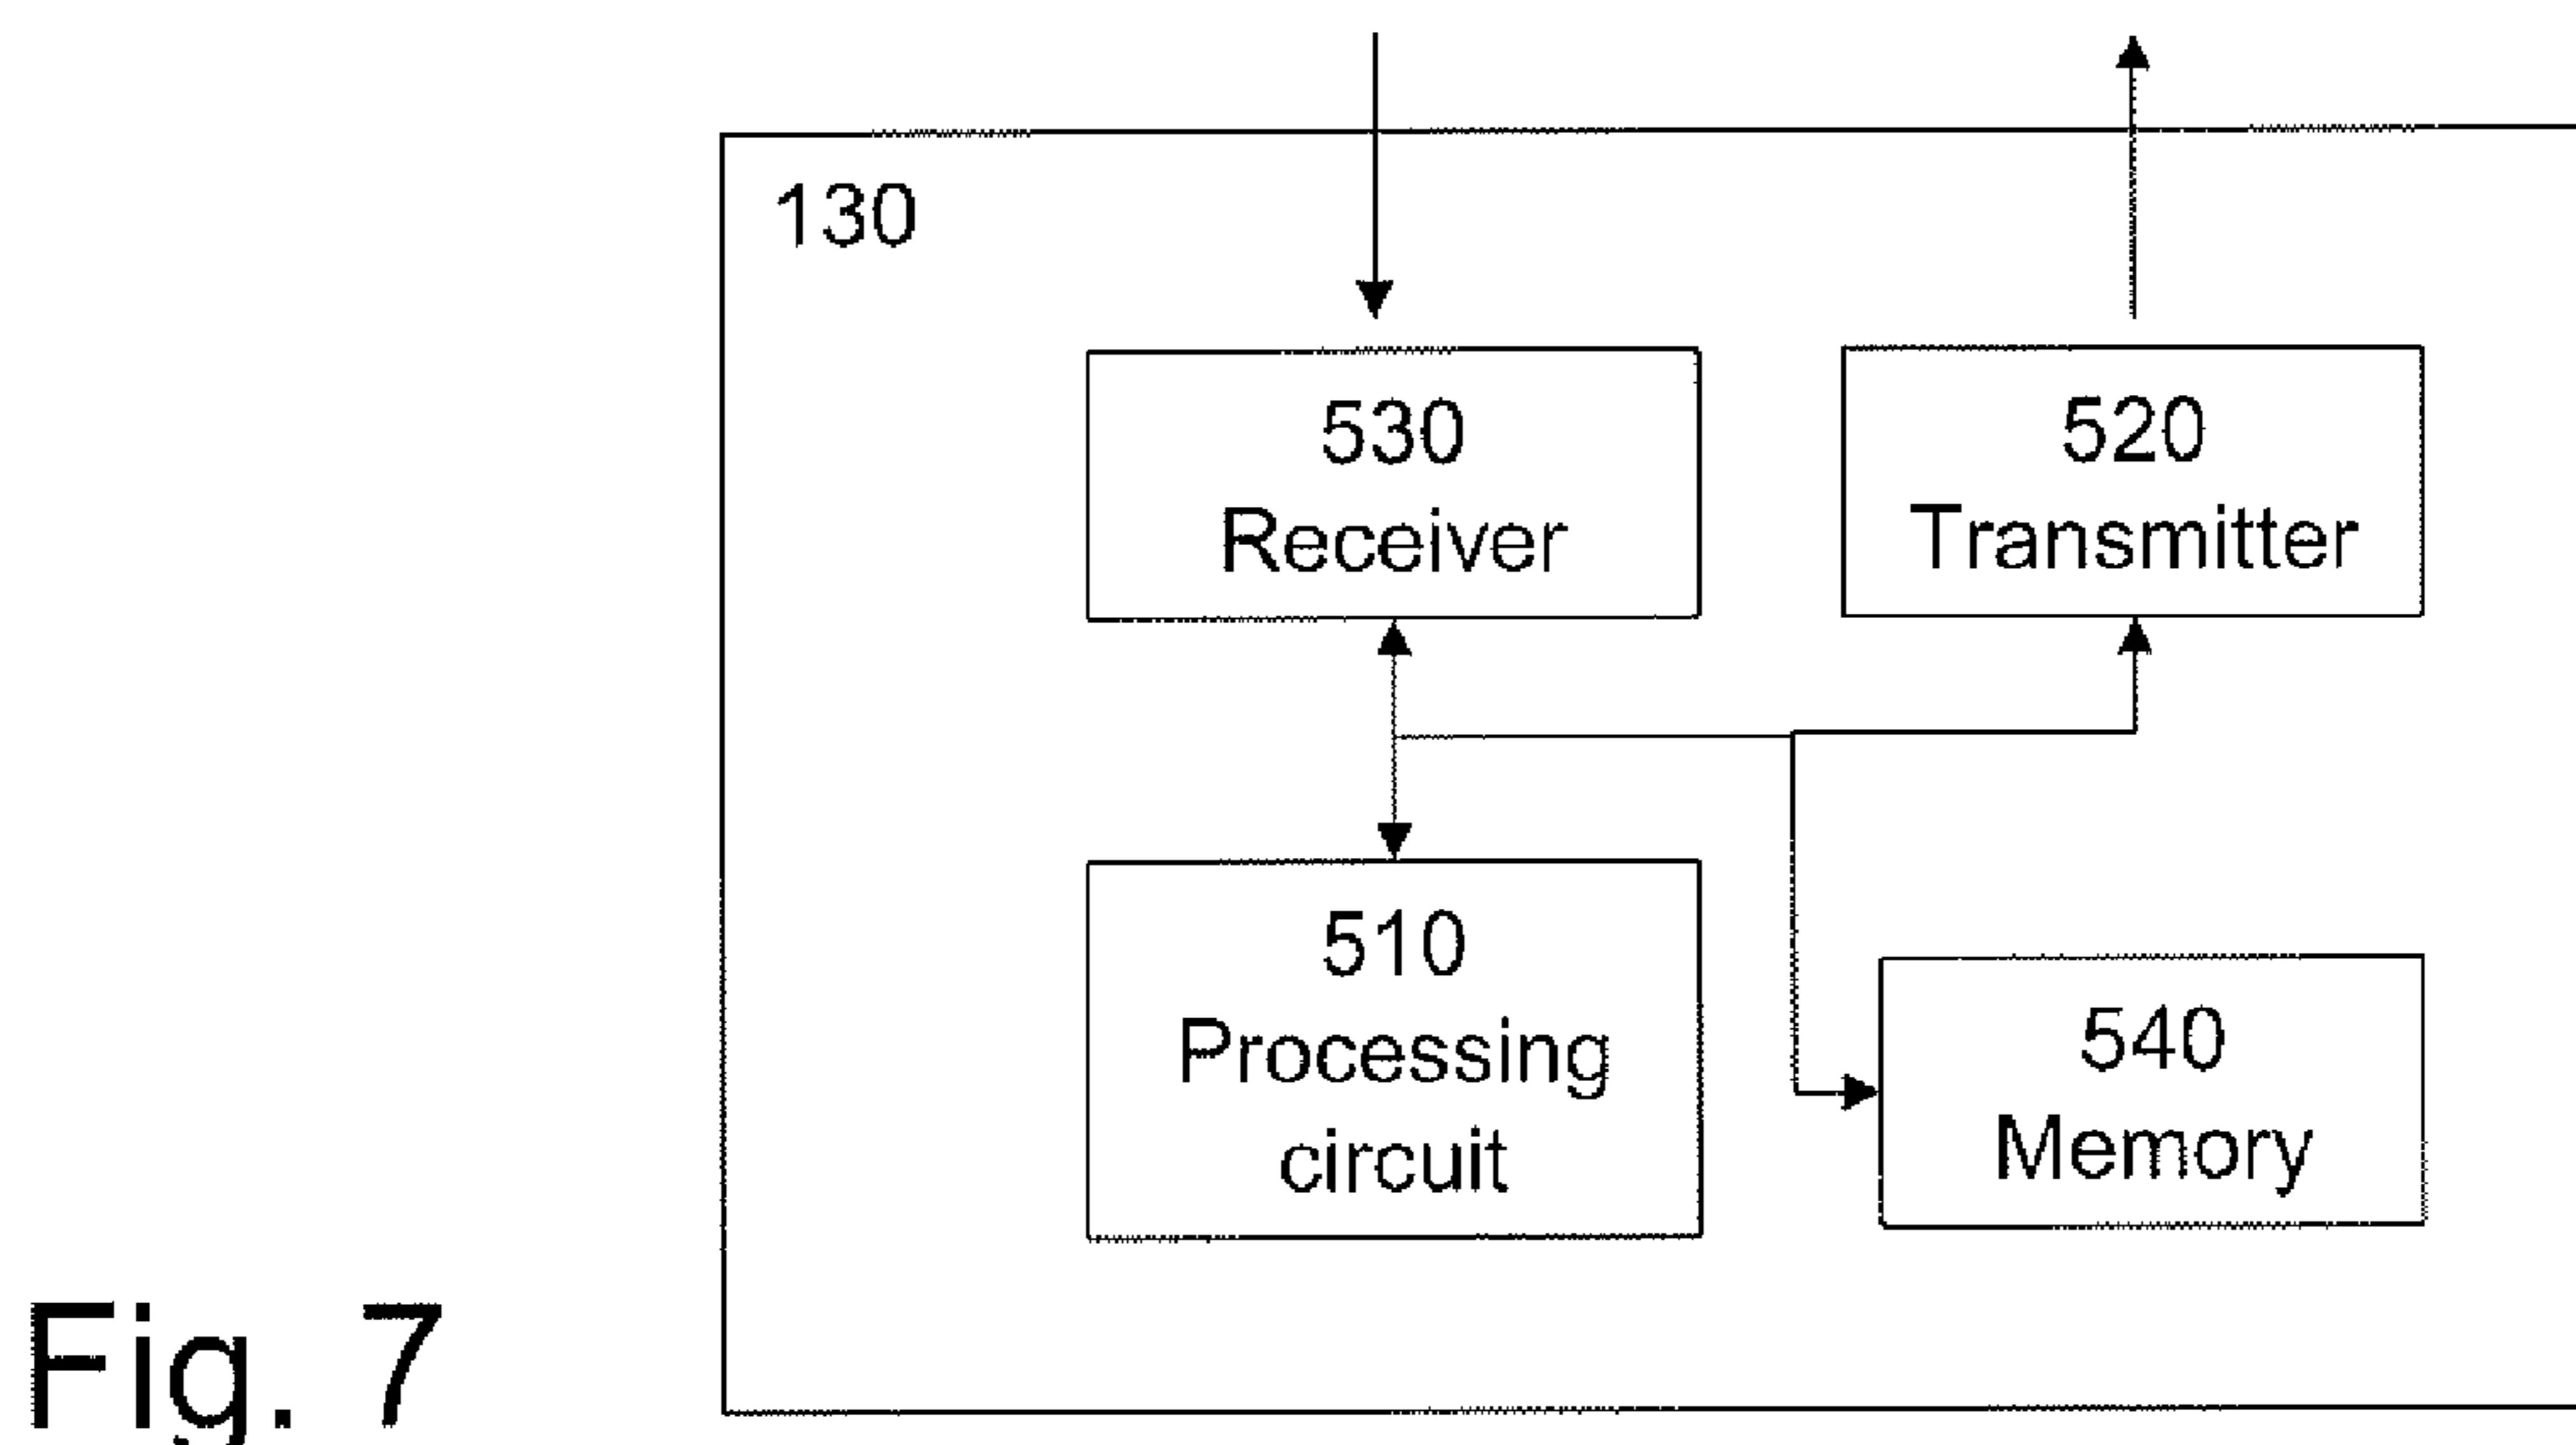 130
530
Receiver
520
Transmitter
510
Processing
circuit
540
Memory
Fig. 7